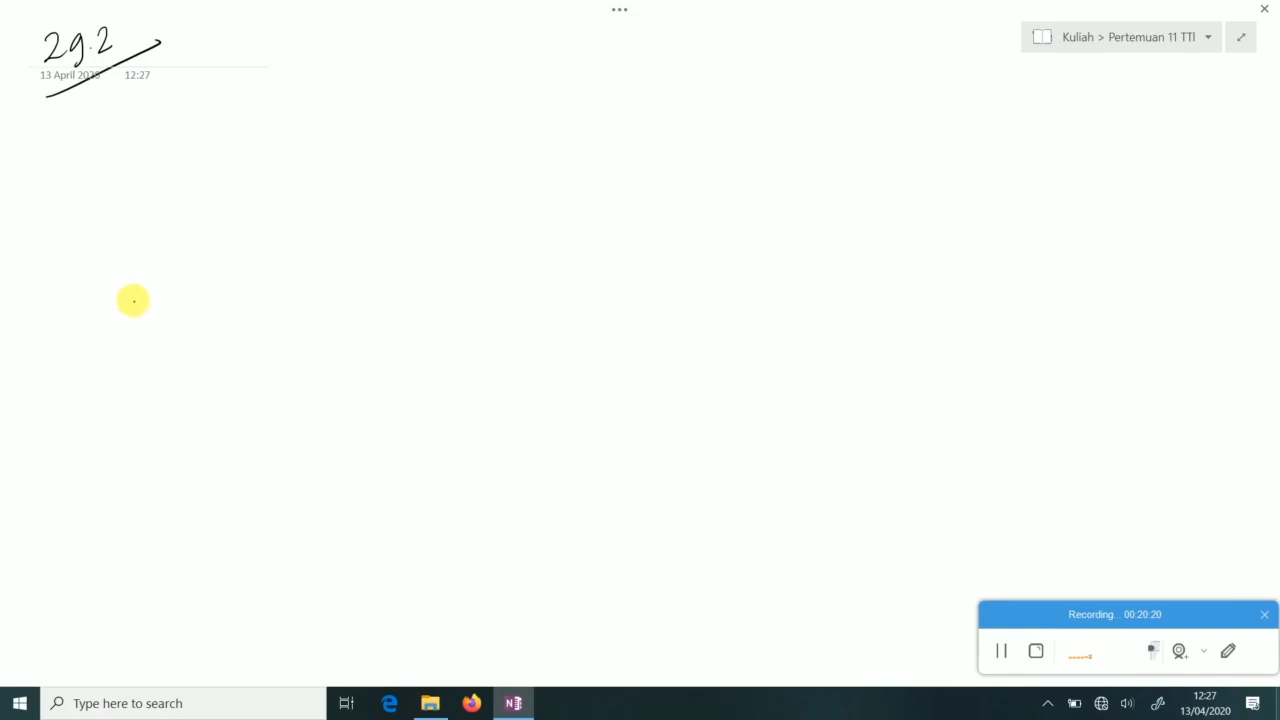 29.2
13 April 2020 12:27
Kuliah > Pertemuan 11 TTI
Recording... 00:20:20
Type here to search
12:27
13/04/2020